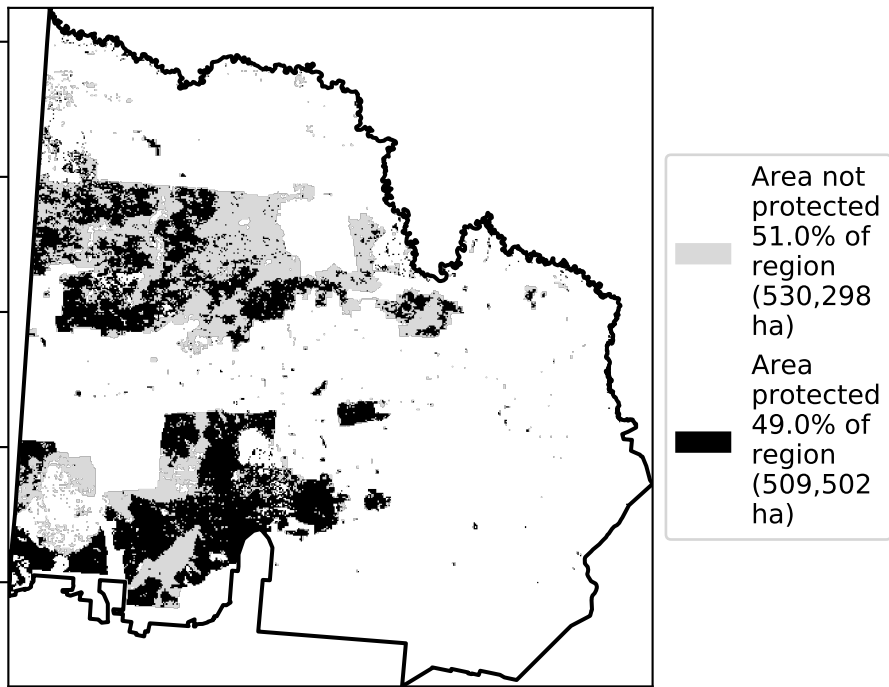 Area not
protected
51.0% of
region
(530,298
ha)
Area
protected
49.0% of
region
(509,502
ha)